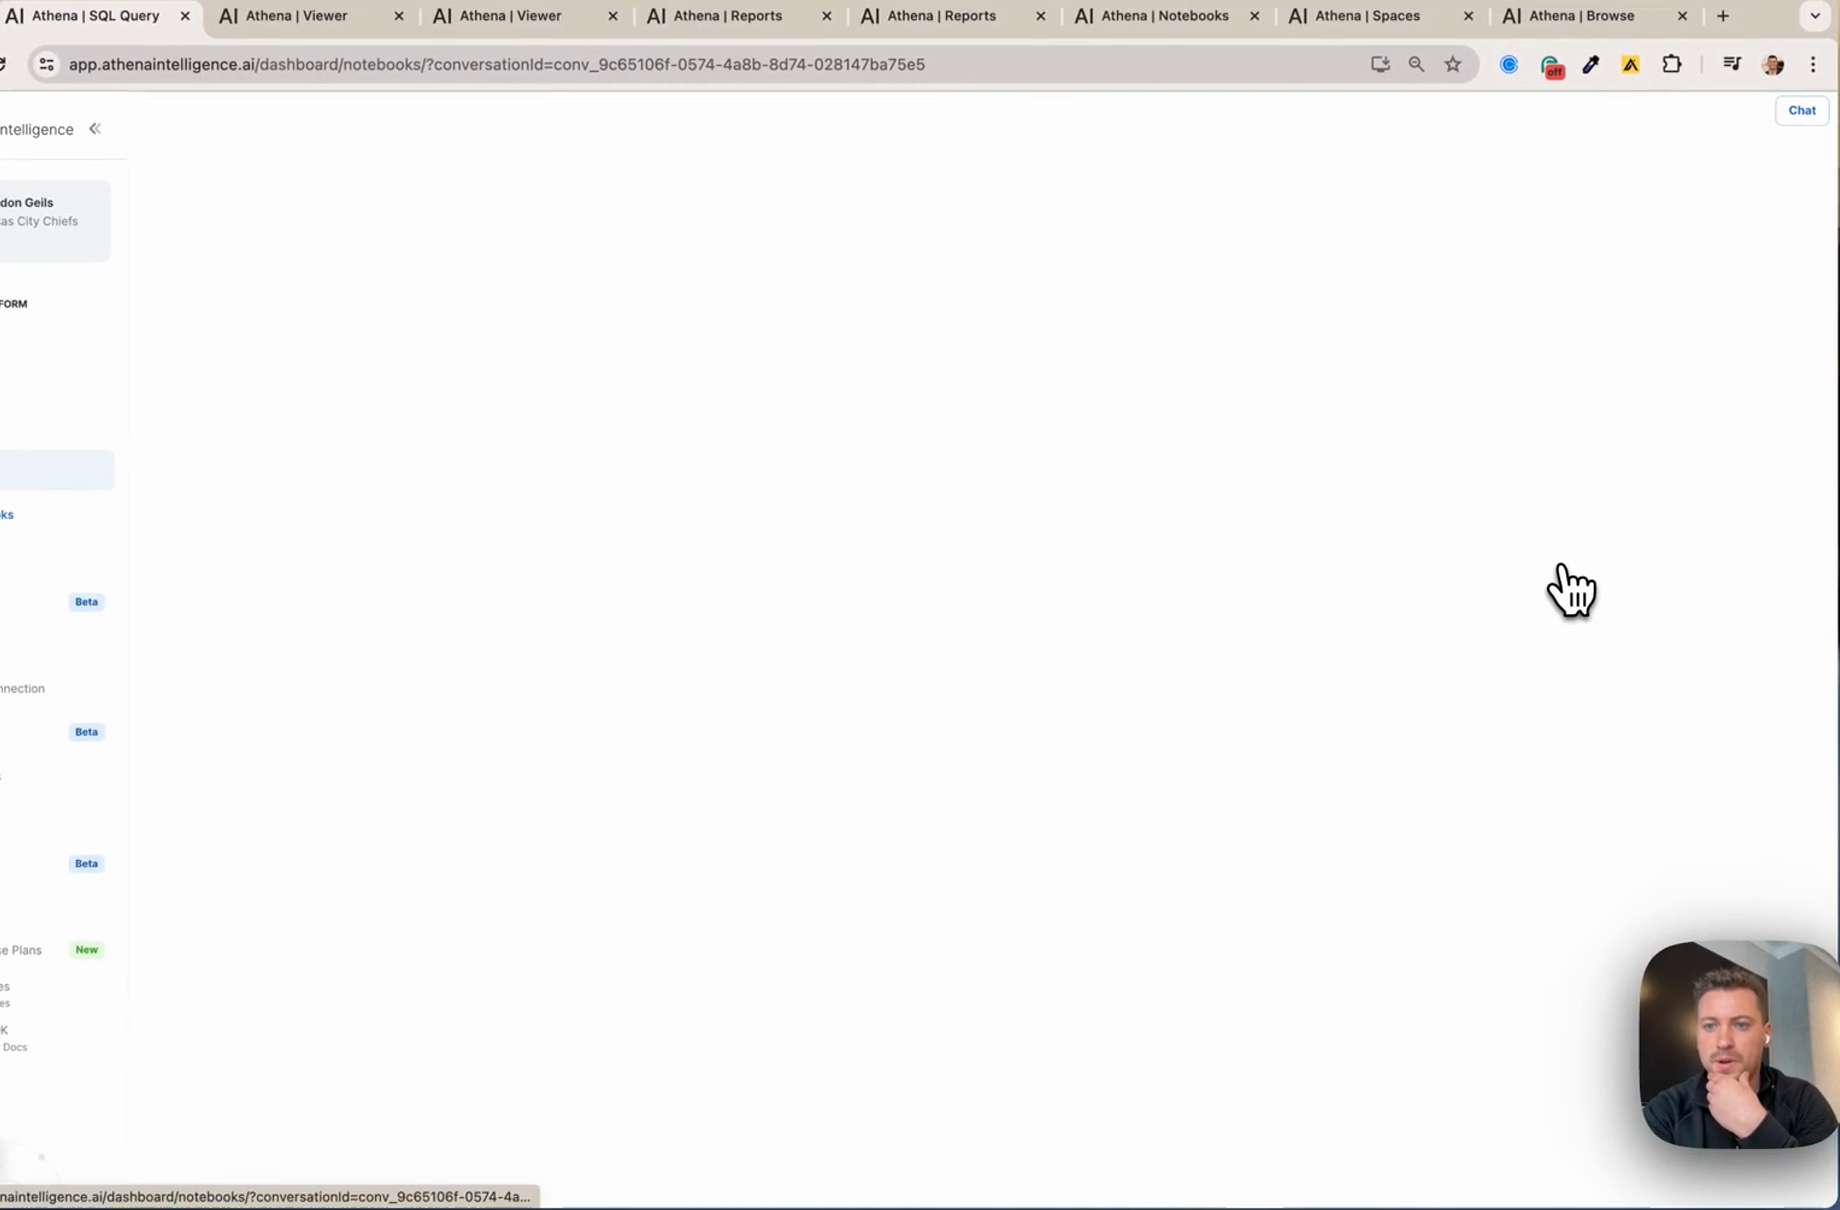 AI Athena | SQL Query
AI Athena | Viewer
AI Athena | Viewer
AI Athena | Reports
AI Athena | Reports
AI Athena | Notebooks
AI Athena | Spaces
AI Athena | Browse
app.athenaintelligence.ai/dashboard/notebooks/?conversationId=conv_9c65106f-0574-4a8b-8d74-028147ba75e5
off
Chat
ntelligence
don Geils
as City Chiefs
FORM
ks
Beta
nnection
Beta
s
Beta
e Plans New
es
es
K
Docs
naintelligence.ai/dashboard/notebooks/?conversationId=conv_9c65106f-0574-4a...